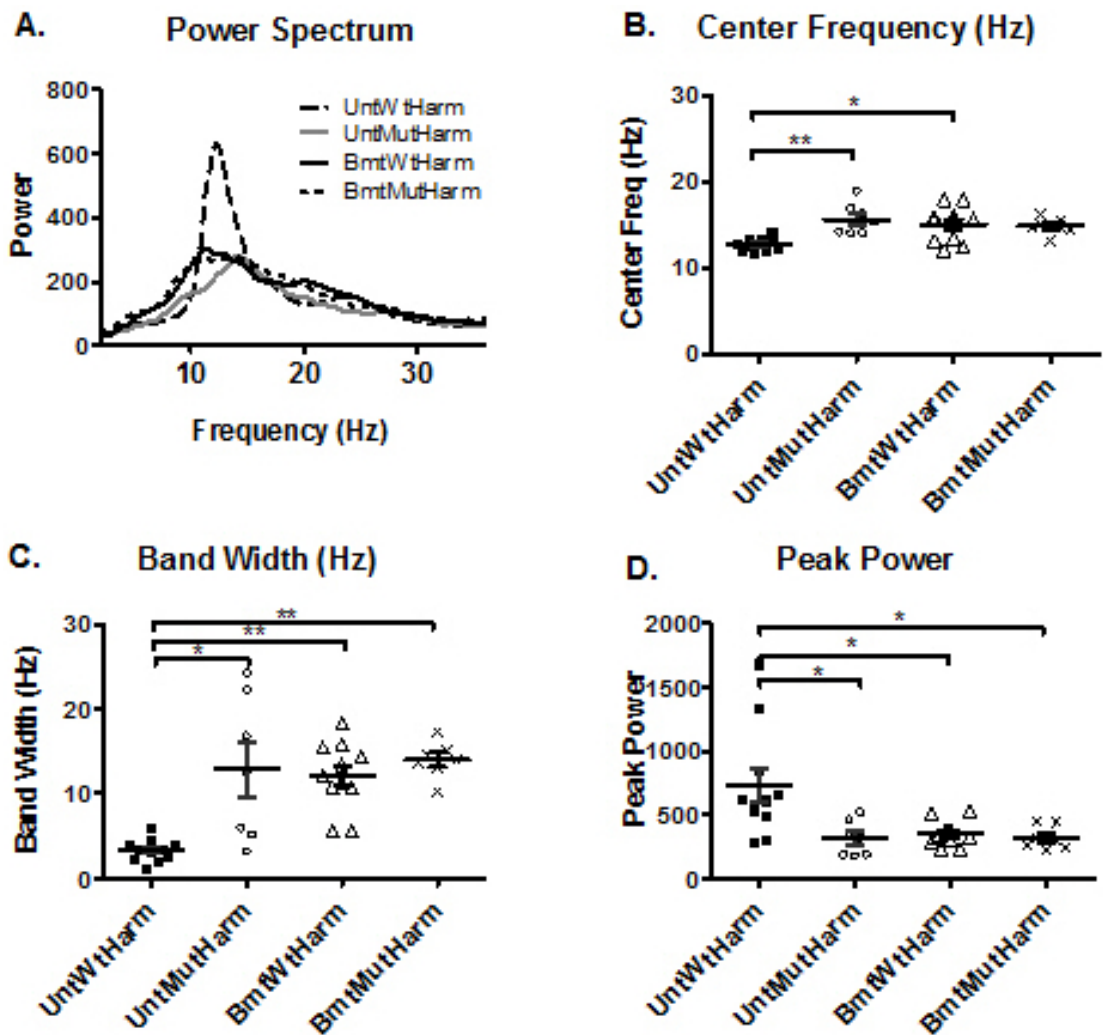 A. Power Spectrum
Power
800
600
400
200
0
UntWtHarm
UntMutHarm
BmtWtHarm
BmtMutHarm
10 20 30
Frequency (Hz)
B. Center Frequency (Hz)
Center Freq (Hz)
30
20
10
0
*
**
UntWtHarm
UntMutHarm
BmtWtHarm
BmtMutHarm
C. Band Width (Hz)
Band Width (Hz)
30
20
10
0
**
**
*
UntWtHarm
UntMutHarm
BmtWtHarm
BmtMutHarm
D. Peak Power
Peak Power
2000
1500
1000
500
0
*
*
*
UntWtHarm
UntMutHarm
BmtWtHarm
BmtMutHarm